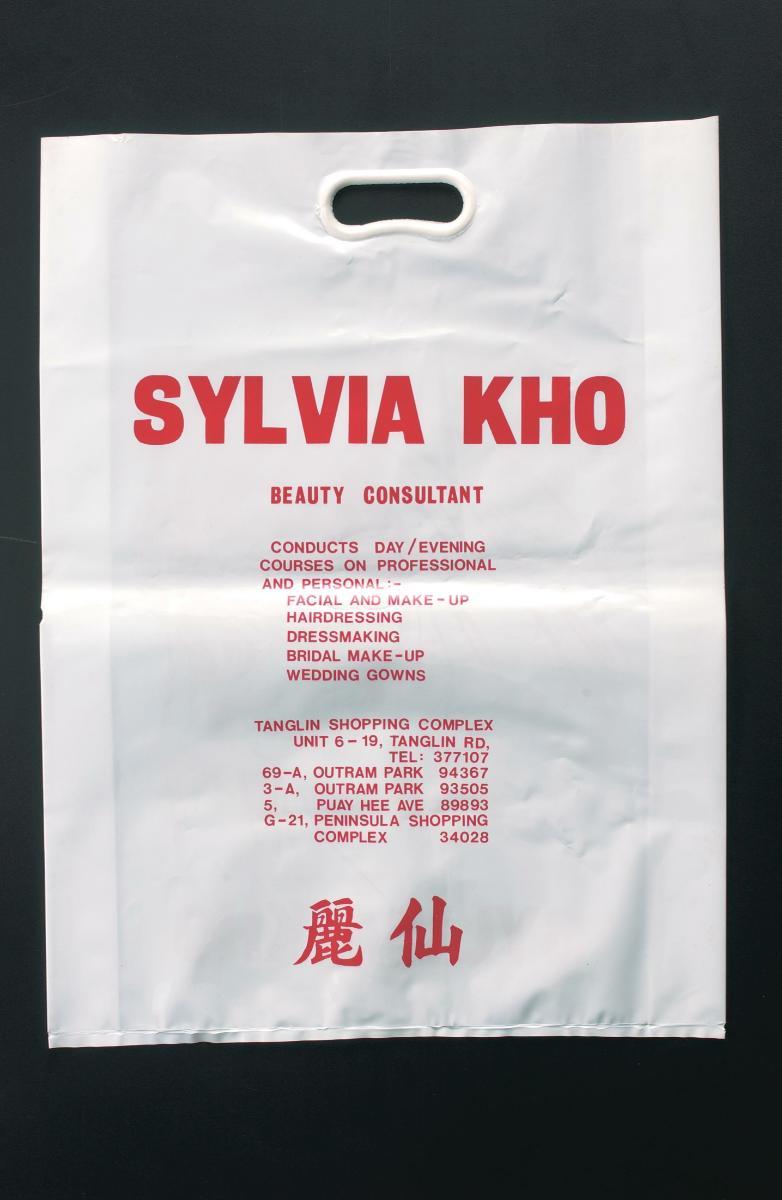 SYLVIA KHO
BEAUTY CONSULTANT
CONDUCTS DAY/EVENING
COURSES ON PROFESSIONAL
AND PERSONAL:-
FACIAL AND MAKE-UP
HAIRDRESSING
DRESSMAKING
BRIDAL MAKE-UP
WEDDING GOWNS
TANGLIN SHOPPING COMPLEX
UNIT 6-19, TANGLIN RD,
TEL: 377107
69-A, OUTRAM PARK 94367
3-A, OUTRAM PARK 93505
5, PUAY HEE AVE 89893
G-21, PENINSULA SHOPPING
COMPLEX 34028
麗仙